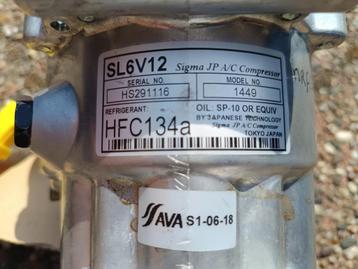 SL6V12 Sigma JP A/C Compressor
SERIAL NO. MODEL NO.
HS291116 1449
REFRIGERANT: OIL: SP-10 OR EQUIV
HFC134a BY JAPANESE TECHNOLOGY
Sigma JP A/C Compressor
TOKYO JAPAN
SAVA S1-06-18